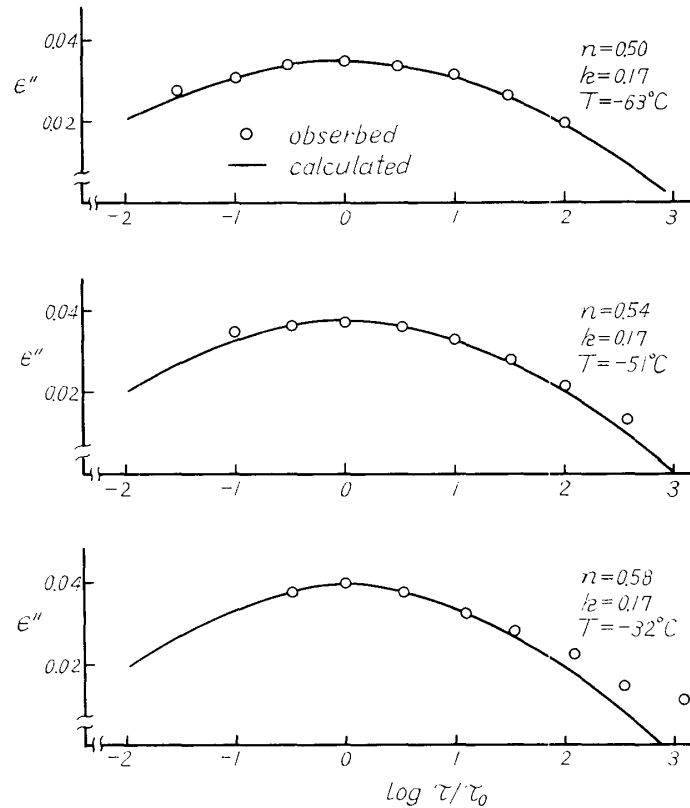 0.04
ε″
0.02
n=0.50
k=0.17
T=-63°C
observed
calculated
-2 -1 0 1 2 3
0.04
ε″
0.02
n=0.54
k=0.17
T=-51°C
-2 -1 0 1 2 3
0.04
ε″
0.02
n=0.58
k=0.17
T=-32°C
-2 -1 0 1 2 3
log τ/τ₀